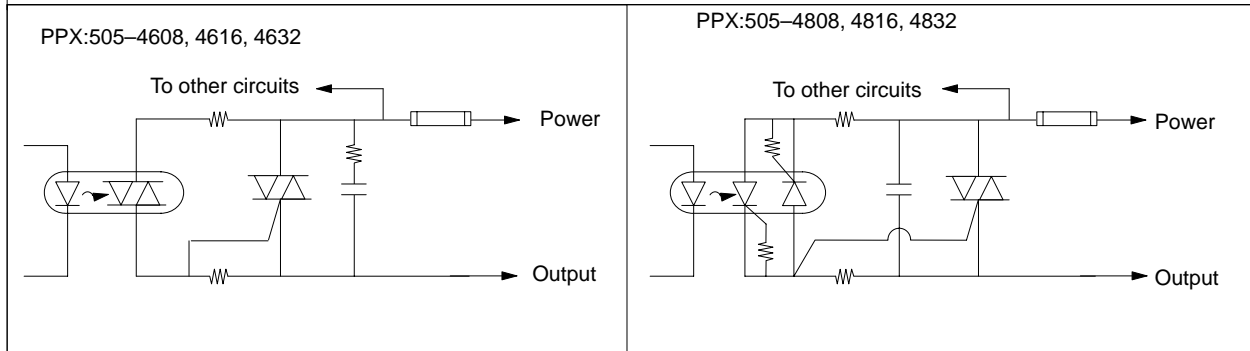 PPX:505–4608, 4616, 4632
To other circuits
Power
Output
PPX:505–4808, 4816, 4832
To other circuits
Power
Output